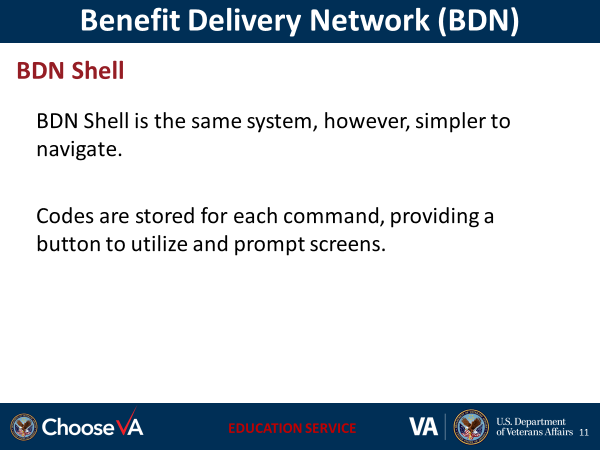 Benefit Delivery Network (BDN)
BDN Shell
BDN Shell is the same system, however, simpler to
navigate.
Codes are stored for each command, providing a
button to utilize and prompt screens.
ChooseVA
EDUCATION SERVICE
VA
U.S. Department
of Veterans Affairs
11